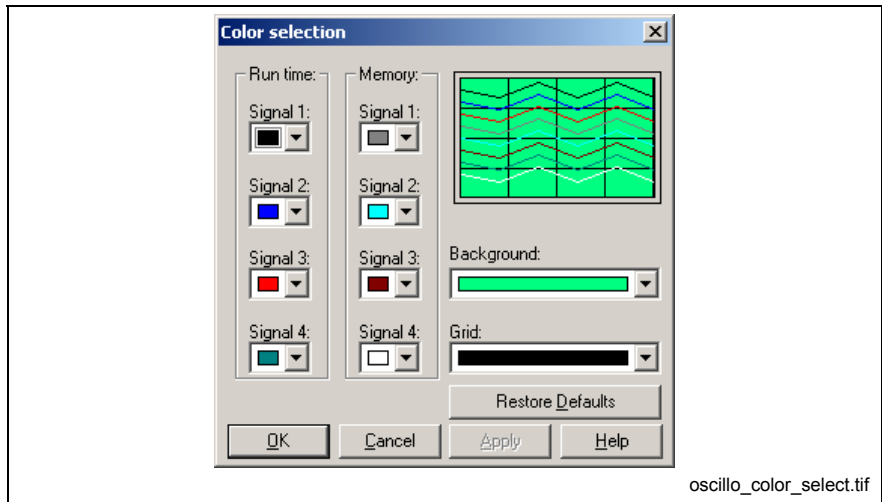 Color selection
Run time:
Signal 1:
Signal 2:
Signal 3:
Signal 4:
Memory:
Signal 1:
Signal 2:
Signal 3:
Signal 4:
Background:
Grid:
Restore Defaults
OK Cancel Apply Help
oscillo_color_select.tif